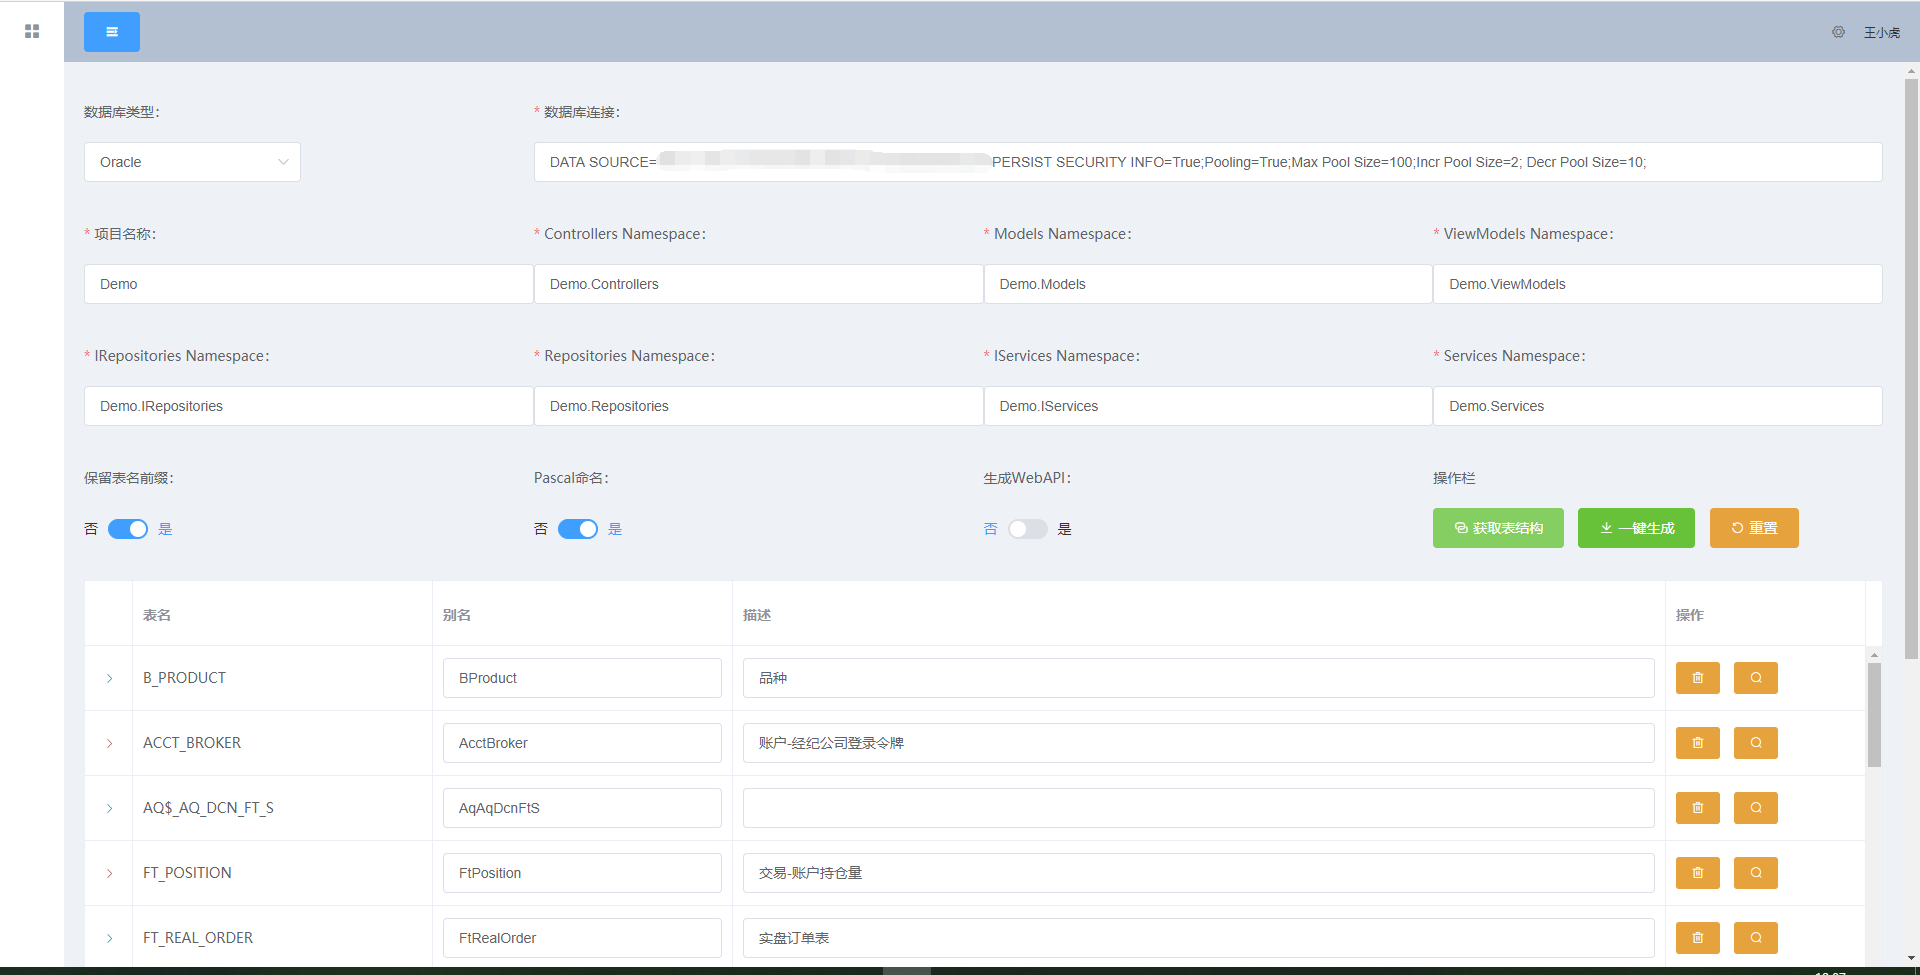 王小虎
数据库类型：
* 数据库连接：
Oracle
DATA SOURCE=
PERSIST SECURITY INFO=True;Pooling=True;Max Pool Size=100;Incr Pool Size=2; Decr Pool Size=10;
* 项目名称： * Controllers Namespace： * Models Namespace： * ViewModels Namespace：
Demo Demo.Controllers Demo.Models Demo.ViewModels
* IRepositories Namespace： * Repositories Namespace： * IServices Namespace： * Services Namespace：
Demo.IRepositories Demo.Repositories Demo.IServices Demo.Services
保留表名前缀： Pascal命名： 生成WebAPI： 操作栏
否 是 否 是 否 是 获取表结构 一键生成 重置
表名 别名 描述 操作
B_PRODUCT BProduct 品种
ACCT_BROKER AcctBroker 账户-经纪公司登录令牌
AQ$_AQ_DCN_FT_S AqAqDcnFtS
FT_POSITION FtPosition 交易-账户持仓量
FT_REAL_ORDER FtRealOrder 实盘订单表